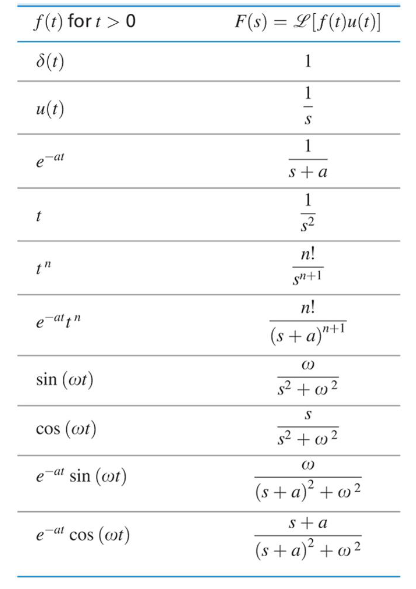 f(t) for t > 0 F(s) = ℒ[f(t)u(t)]
δ(t) 1
u(t) 1/s
e^{-at} 1/(s + a)
t 1/s^2
t^n n!/s^{n+1}
e^{-at}t^n n!/(s + a)^{n+1}
sin (ωt) ω/(s^2 + ω^2)
cos (ωt) s/(s^2 + ω^2)
e^{-at} sin (ωt) ω/((s + a)^2 + ω^2)
e^{-at} cos (ωt) (s + a)/((s + a)^2 + ω^2)